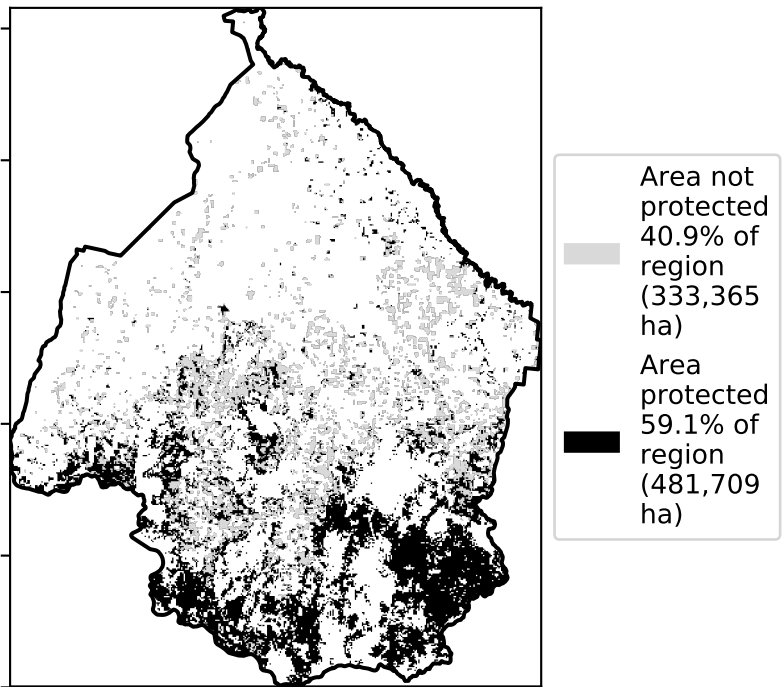 Area not
protected
40.9% of
region
(333,365
ha)
Area
protected
59.1% of
region
(481,709
ha)